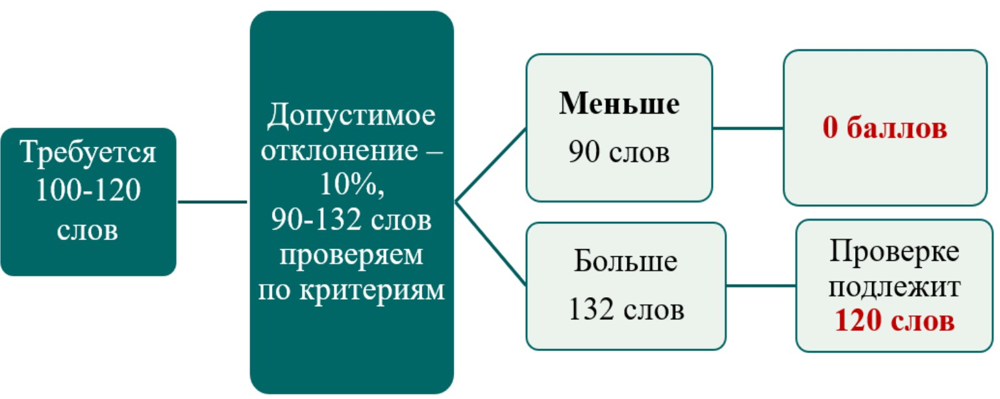 Требуется
100-120
слов
Допустимое
отклонение –
10%,
90-132 слов
проверяем
по критериям
Меньше
90 слов
0 баллов
Больше
132 слов
Проверке
подлежит
120 слов